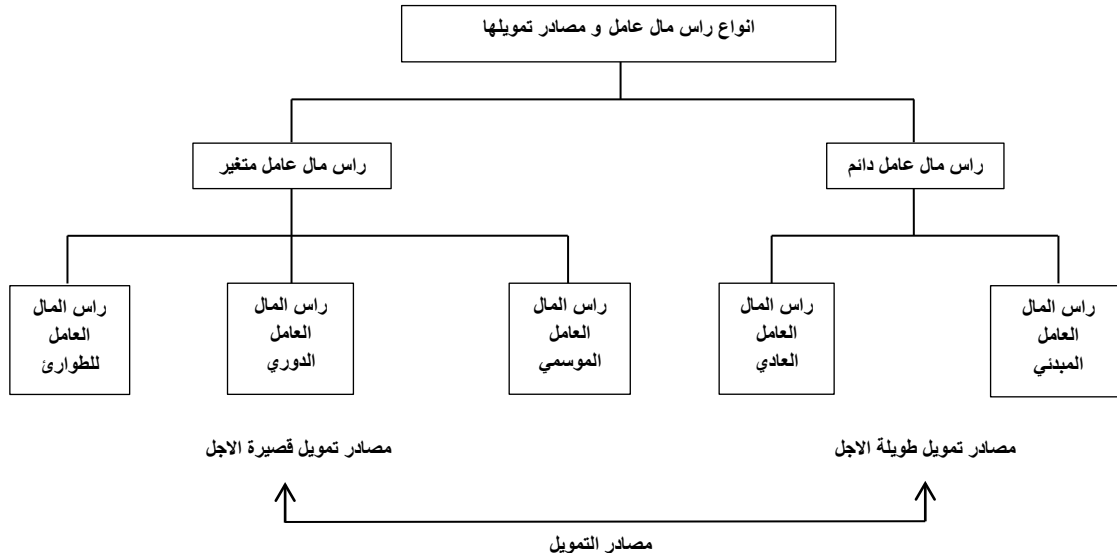 انواع راس مال عامل و مصادر تمويلها
راس مال عامل دائم
راس مال عامل متغير
راس المال
العامل
المبدئي
راس المال
العامل
العادي
راس المال
العامل
الموسمي
راس المال
العامل
الدوري
راس المال
العامل
للطوارئ
مصادر تمويل طويلة الاجل
مصادر تمويل قصيرة الاجل
مصادر التمويل